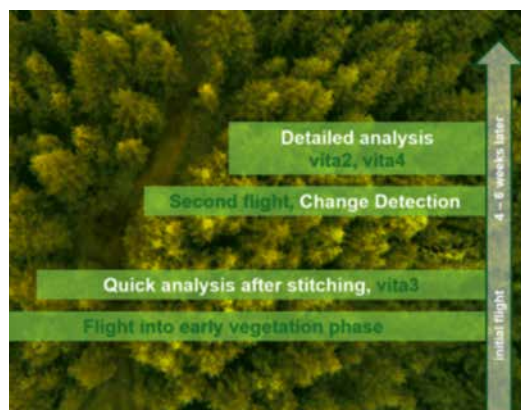 Detailed analysis
vita2, vita4
Second flight, Change Detection
Quick analysis after stitching, vita3
Flight into early vegetation phase
4 – 6 weeks later
initial flight